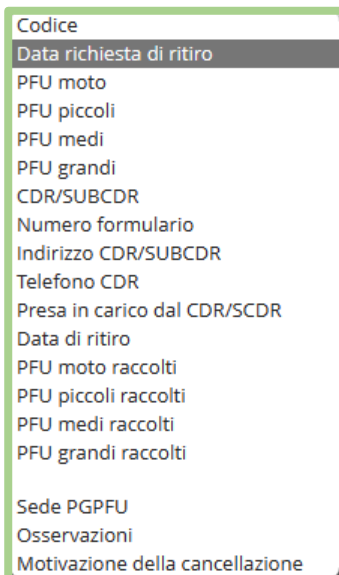 Codice
Data richiesta di ritiro
PFU moto
PFU piccoli
PFU medi
PFU grandi
CDR/SUBCDR
Numero formulario
Indirizzo CDR/SUBCDR
Telefono CDR
Presa in carico dal CDR/SCDR
Data di ritiro
PFU moto raccolti
PFU piccoli raccolti
PFU medi raccolti
PFU grandi raccolti
Sede PGPFU
Osservazioni
Motivazione della cancellazione